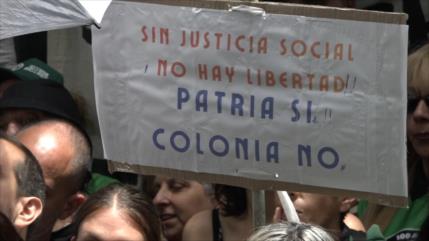 SIN JUSTICIA SOCIAL
¡NO HAY LIBERTAD!!
PATRIA SI.!!
COLONIA NO.